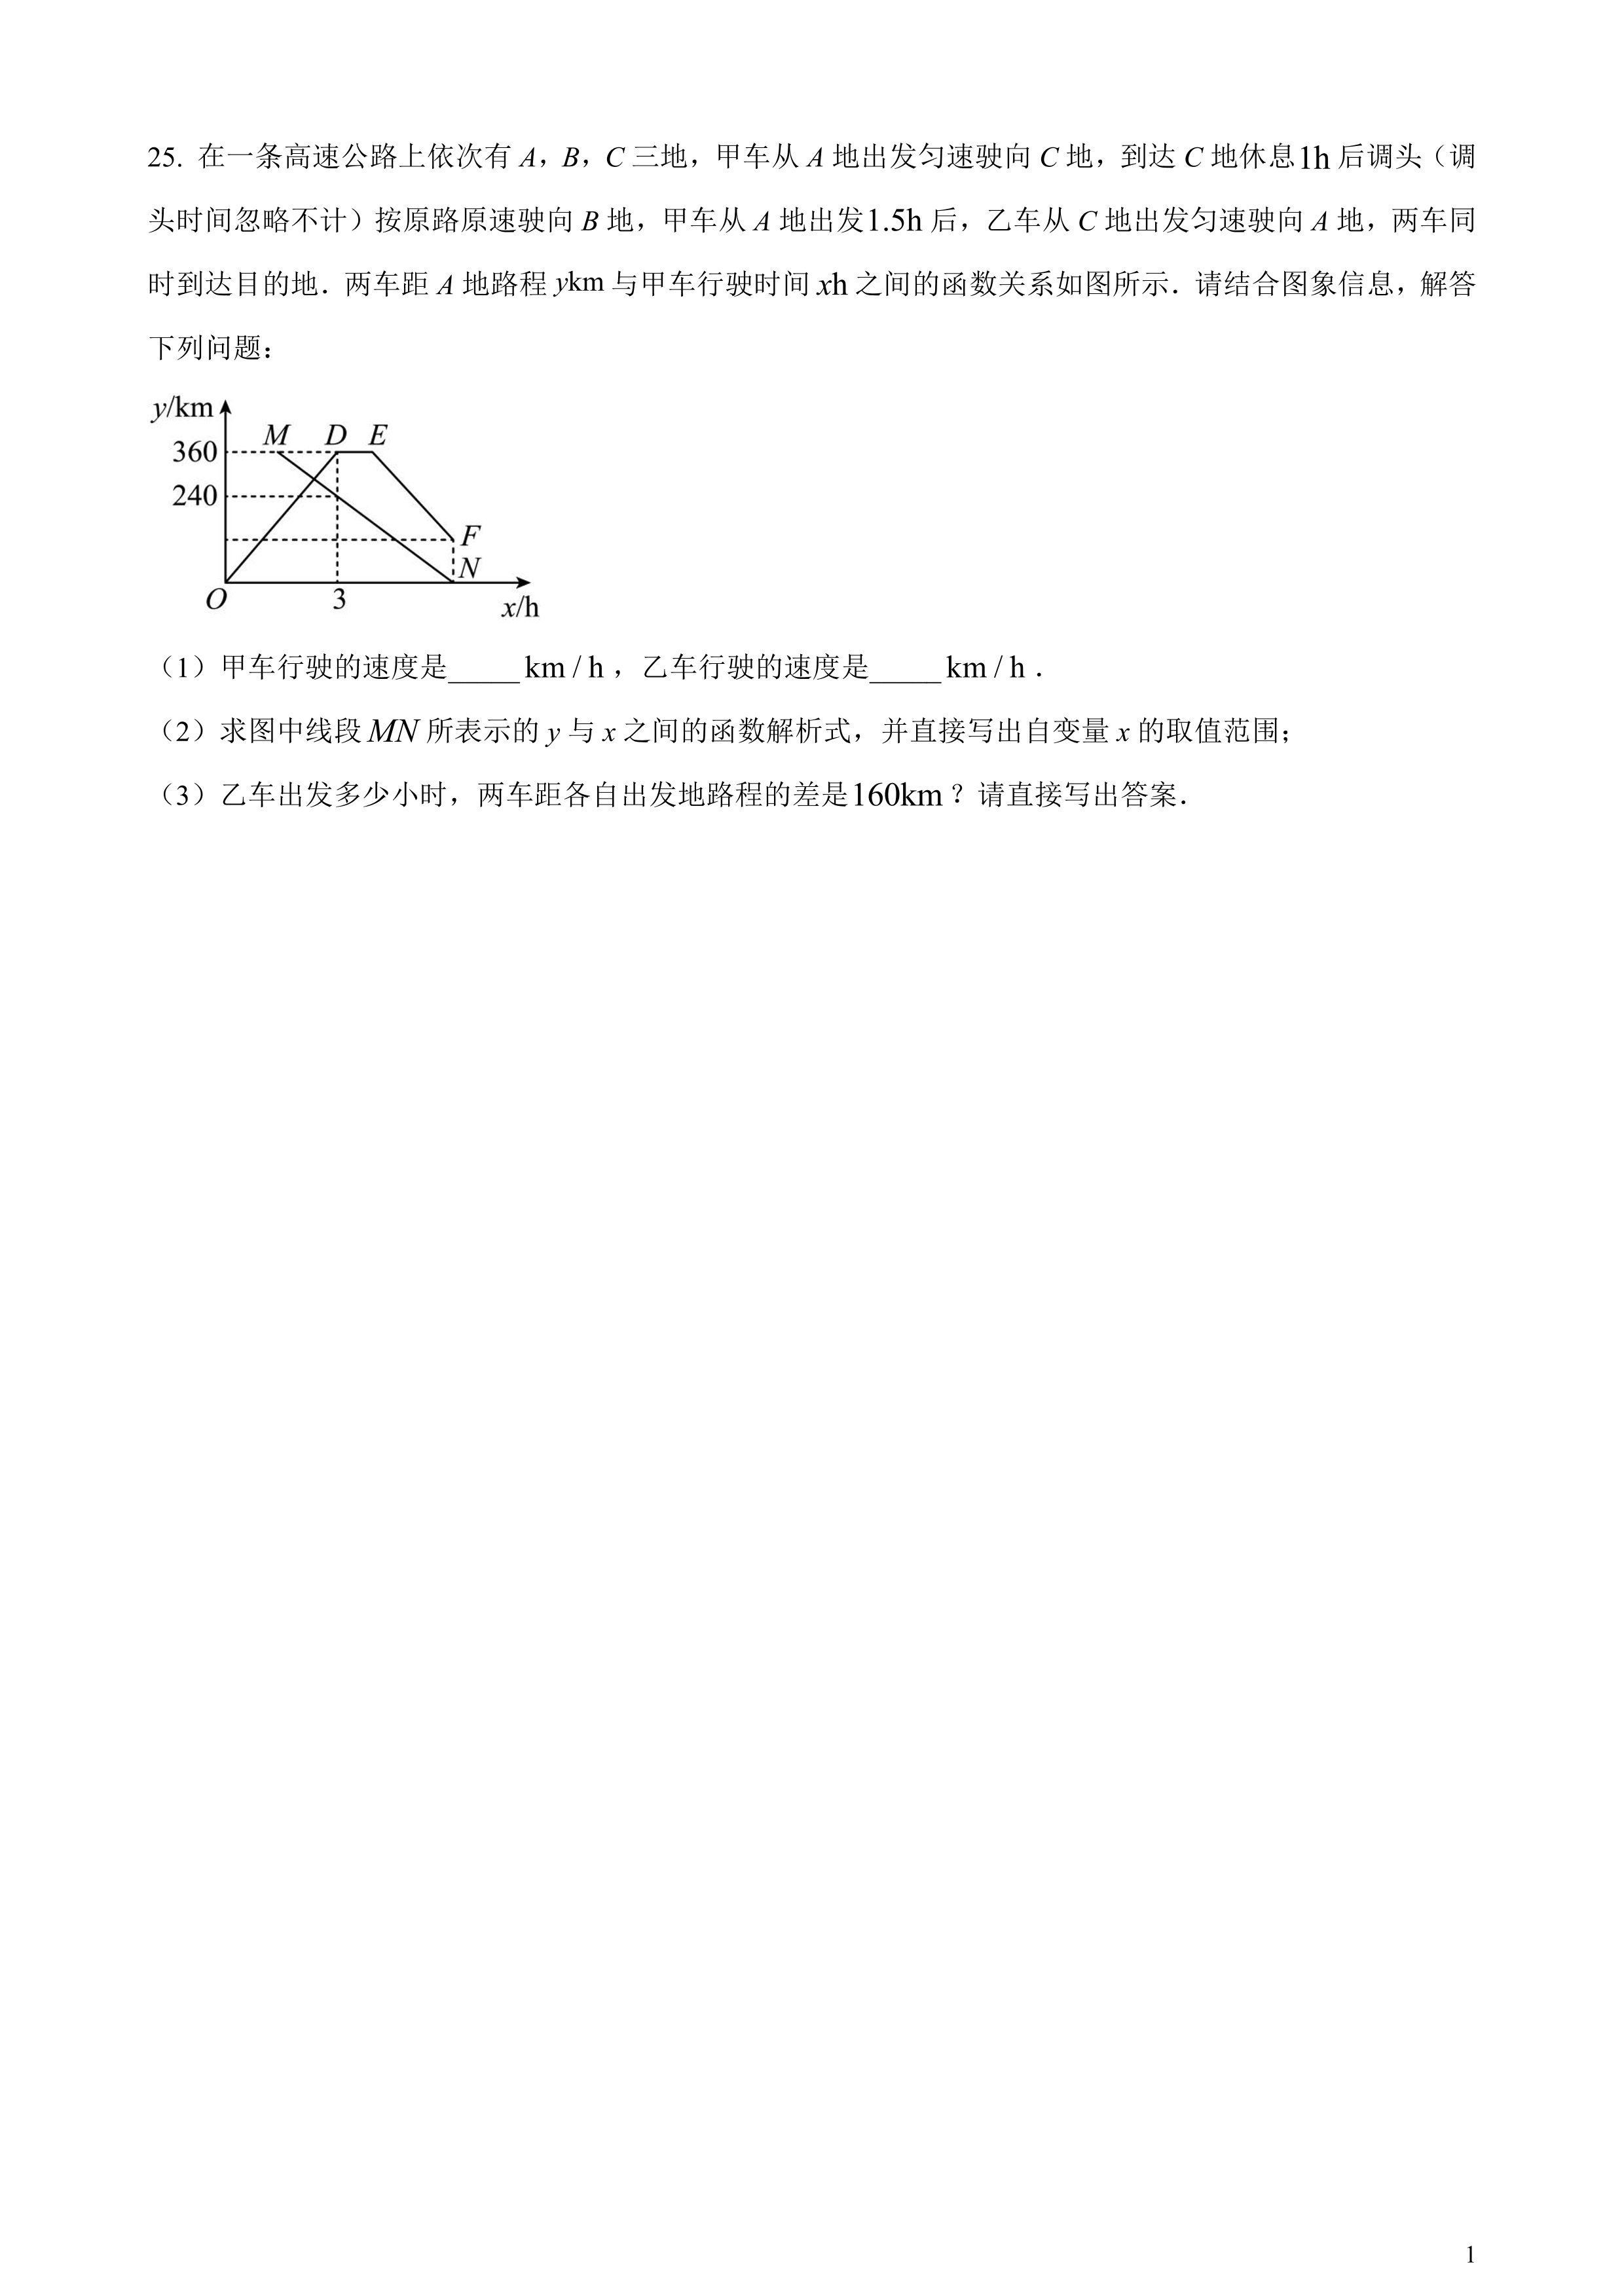 25. 在一条高速公路上依次有 A，B，C 三地，甲车从 A 地出发匀速驶向 C 地，到达 C 地休息1h 后调头（调
头时间忽略不计）按原路原速驶向 B 地，甲车从 A 地出发1.5h 后，乙车从 C 地出发匀速驶向 A 地，两车同
时到达目的地．两车距 A 地路程 ykm 与甲车行驶时间 xh 之间的函数关系如图所示．请结合图象信息，解答
下列问题：
y/km
M D E
360
240
F
N
O 3
x/h
（1）甲车行驶的速度是_____ km / h ，乙车行驶的速度是_____ km / h ．
（2）求图中线段 MN 所表示的 y 与 x 之间的函数解析式，并直接写出自变量 x 的取值范围；
（3）乙车出发多少小时，两车距各自出发地路程的差是160km ？请直接写出答案．
1